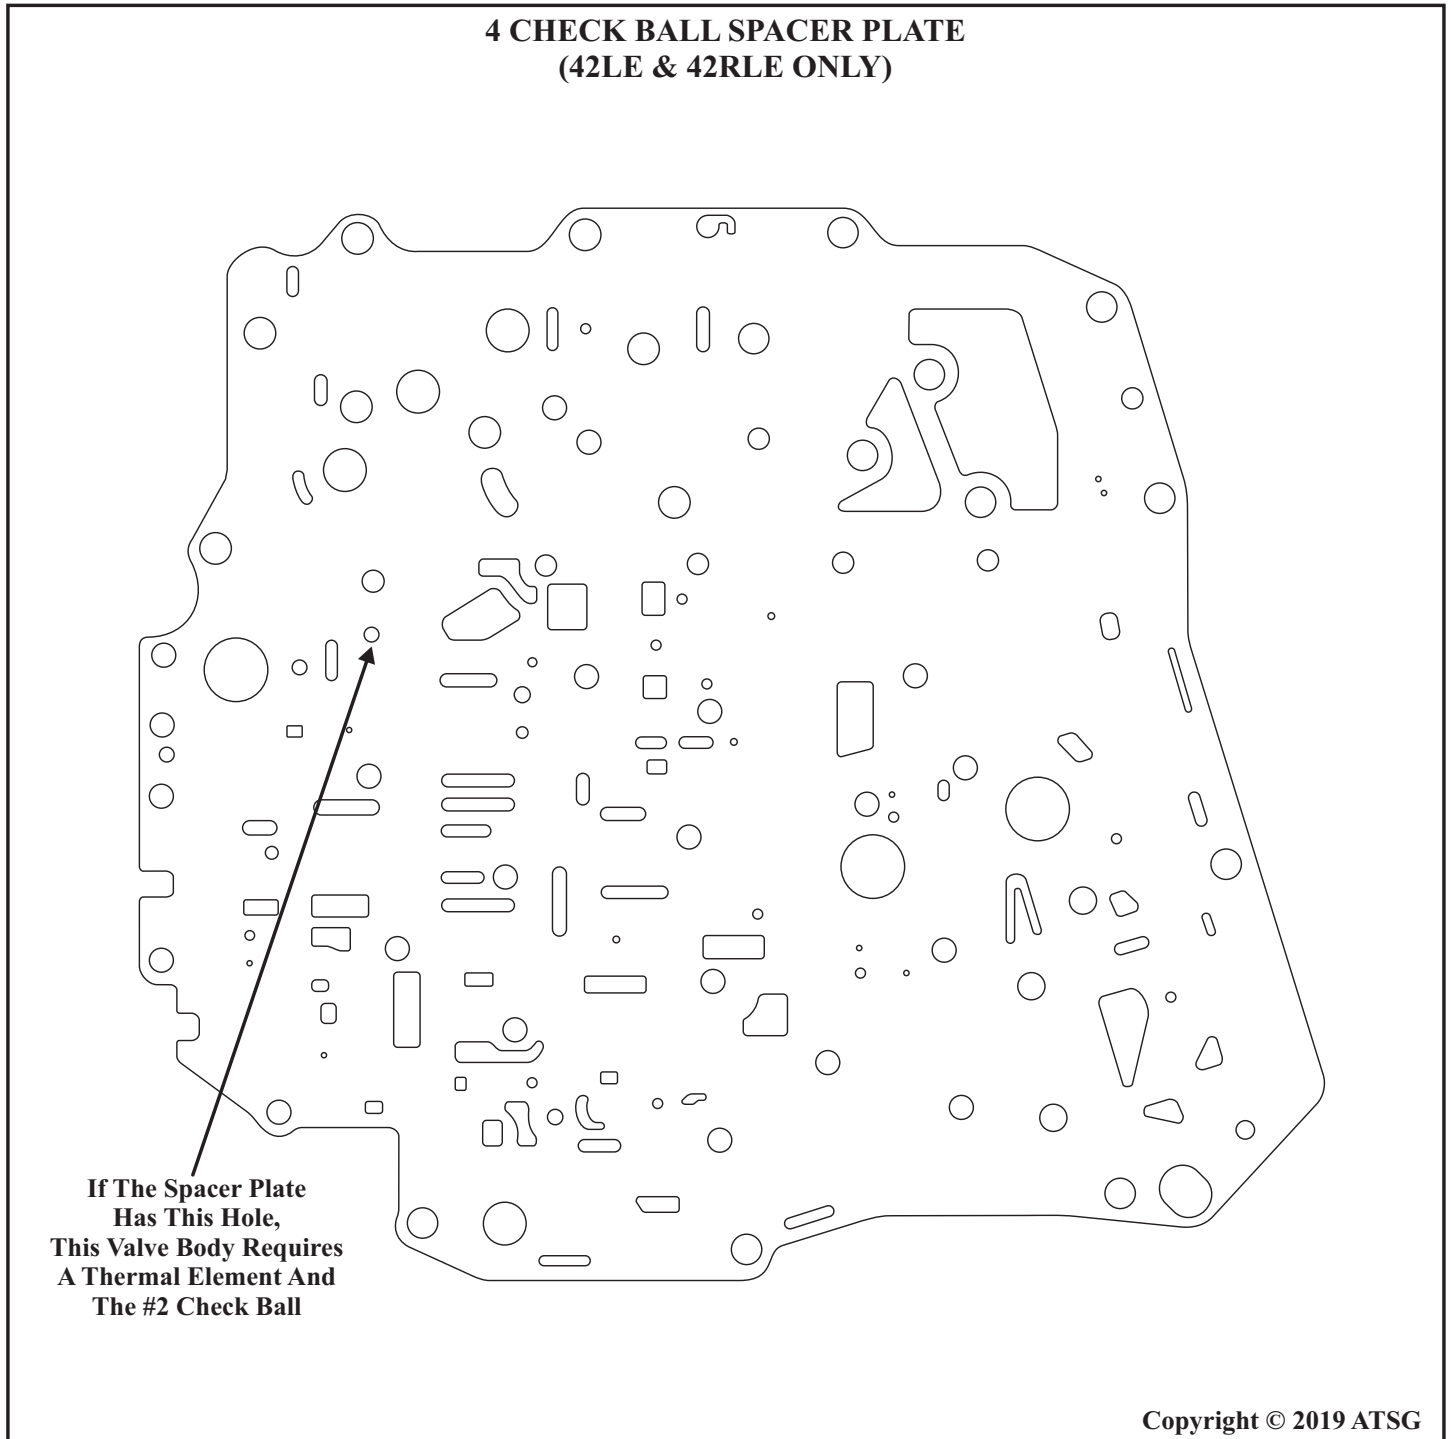 4 CHECK BALL SPACER PLATE
(42LE & 42RLE ONLY)
If The Spacer Plate
Has This Hole,
This Valve Body Requires
A Thermal Element And
The #2 Check Ball
Copyright © 2019 ATSG